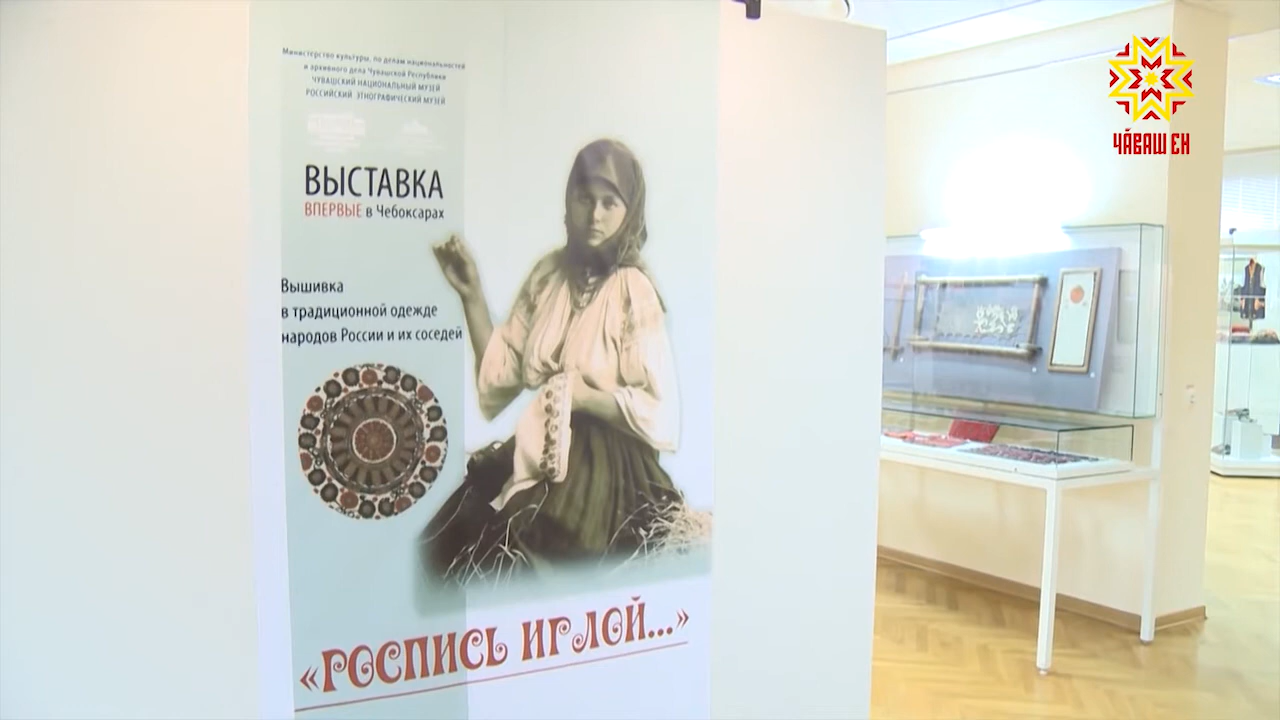 Министерство культуры, по делам национальностей
и архивного дела Чувашской Республики
ЧУВАШСКИЙ НАЦИОНАЛЬНЫЙ МУЗЕЙ
РОССИЙСКИЙ ЭТНОГРАФИЧЕСКИЙ МУЗЕЙ
ВЫСТАВКА
ВПЕРВЫЕ в Чебоксарах
Вышивка
в традиционной одежде
народов России и их соседей
«РОСПИСЬ ИГЛОЙ...»
ЧӐВАШ ЕН